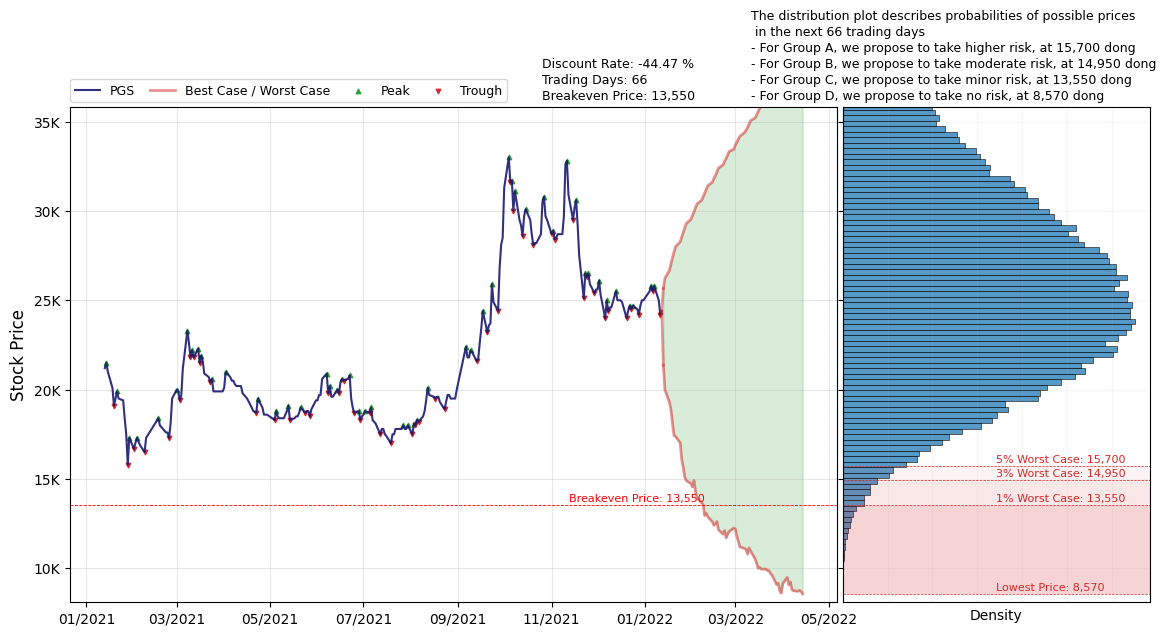 The distribution plot describes probabilities of possible prices
in the next 66 trading days
- For Group A, we propose to take higher risk, at 15,700 dong
- For Group B, we propose to take moderate risk, at 14,950 dong
- For Group C, we propose to take minor risk, at 13,550 dong
- For Group D, we propose to take no risk, at 8,570 dong
Discount Rate: -44.47 %
Trading Days: 66
Breakeven Price: 13,550
PGS
Best Case / Worst Case
Peak
Trough
Stock Price
35K
30K
25K
20K
15K
10K
Breakeven Price: 13,550
5% Worst Case: 15,700
3% Worst Case: 14,950
1% Worst Case: 13,550
Lowest Price: 8,570
01/2021
03/2021
05/2021
07/2021
09/2021
11/2021
01/2022
03/2022
05/2022
Density